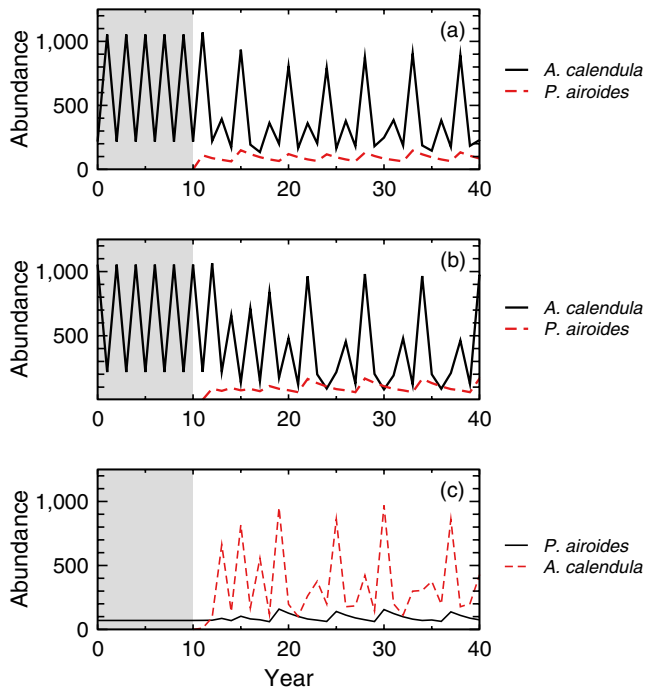 (a)
1,000
500
0
Abundance
0 10 20 30 40
A. calendula
P. airoides
(b)
1,000
500
Abundance
0 10 20 30 40
A. calendula
P. airoides
(c)
1,000
500
0
Abundance
0 10 20 30 40
Year
P. airoides
A. calendula